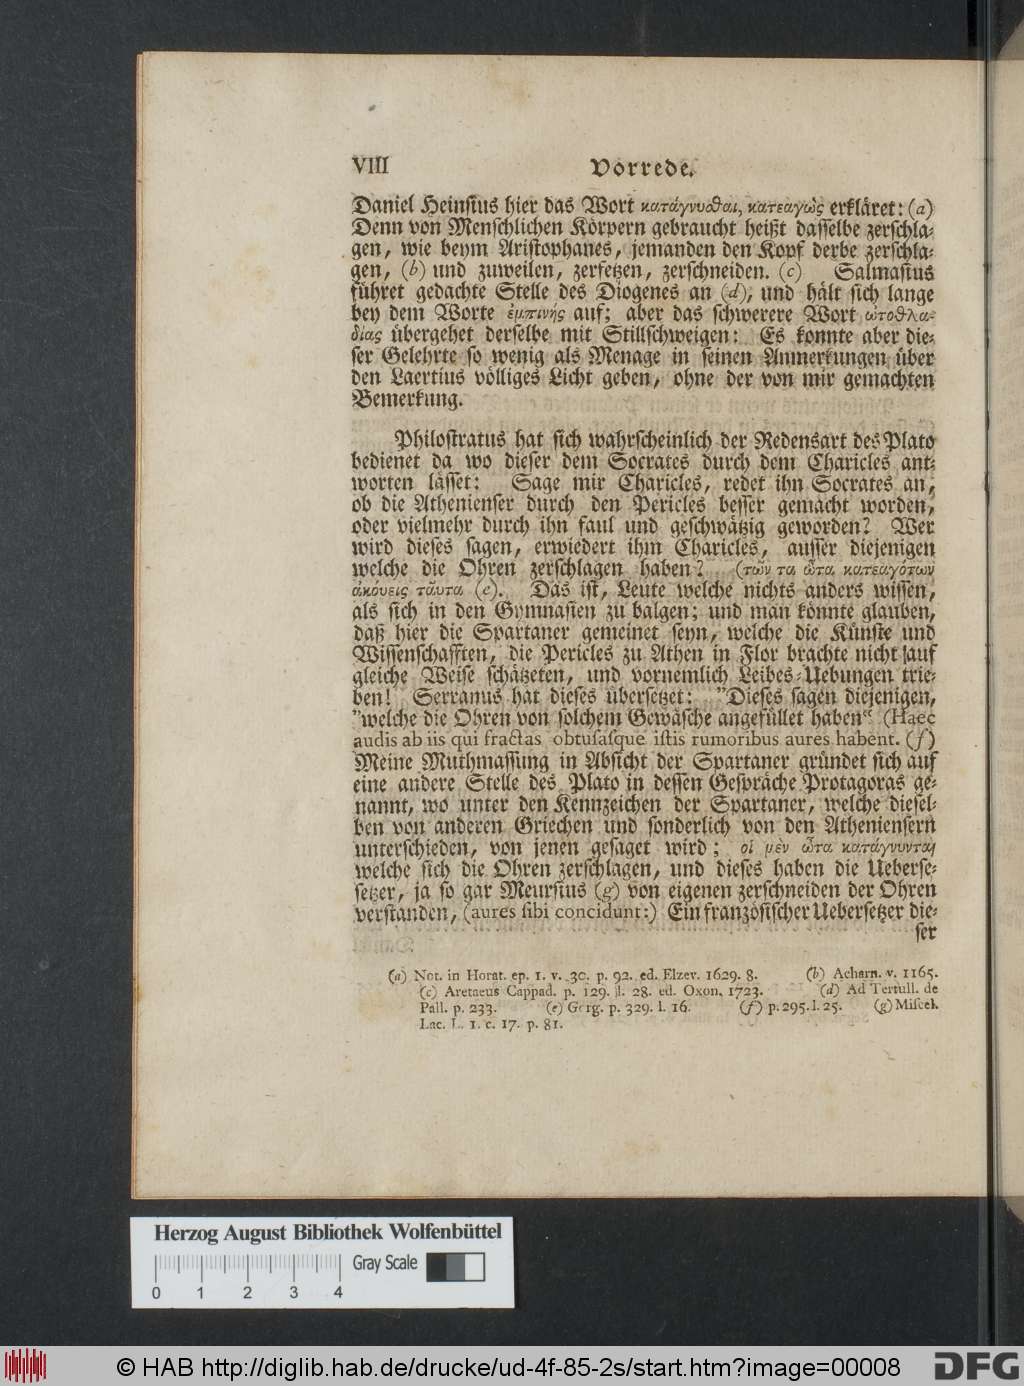 VIII Vorrede.
Daniel Heinsius hier das Wort κατάγνυσθαι, κατεαγὼς erkläret: (a)
Denn von Menschlichen Körpern gebraucht heißt dasselbe zerschla-
gen, wie beym Aristophanes, jemanden den Kopf derbe zerschla-
gen, (b) und zuweilen, zerfetzen, zerschneiden. (c) Salmasius
führet gedachte Stelle des Diogenes an (d), und hält sich lange
bey dem Worte ἐμπινής auf; aber das schwerere Wort ὠτοθλα-
δίας übergehet derselbe mit Stillschweigen: Es konnte aber die-
ser Gelehrte so wenig als Menage in seinen Anmerkungen über
den Laertius völliges Licht geben, ohne der von mir gemachten
Bemerkung.
Philostratus hat sich wahrscheinlich der Redensart des Plato
bedienet da wo dieser dem Socrates durch dem Charicles ant-
worten lässet: Sage mir Charicles, redet ihn Socrates an,
ob die Athenienser durch den Pericles besser gemacht worden,
oder vielmehr durch ihn faul und geschwätzig geworden? Wer
wird dieses sagen, erwiedert ihm Charicles, ausser diejenigen
welche die Ohren zerschlagen haben? (τῶν τα ὦτα κατεαγότων
ἀκούεις ταῦτα (e). Das ist, Leute welche nichts anders wissen,
als sich in den Gymnasien zu balgen; und man könnte glauben,
daß hier die Spartaner gemeinet seyn, welche die Künste und
Wissenschafften, die Pericles zu Athen in Flor brachte nicht auf
gleiche Weise schätzeten, und vornemlich Leibes-Uebungen trie-
ben! Serranus hat dieses übersetzet: "Dieses sagen diejenigen,
"welche die Ohren von solchem Gewäsche angefüllet haben" (Haec
audis ab iis qui fractas obtusasque istis rumoribus aures habent. (f)
Meine Muthmassung in Absicht der Spartaner gründet sich auf
eine andere Stelle des Plato in dessen Gespräche Protagoras ge-
nannt, wo unter den Kennzeichen der Spartaner, welche diesel-
ben von anderen Griechen und sonderlich von den Atheniensern
unterschieden, von jenen gesaget wird; οἱ μὲν ὦτα κατάγνυνται
welche sich die Ohren zerschlagen, und dieses haben die Ueberse-
setzer, ja so gar Meursius (g) von eigenen zerschneiden der Ohren
verstanden, (aures sibi concidunt:) Ein französischer Uebersetzer die-
ser
(a) Not. in Horat. ep. 1. v. 30. p. 92. ed. Elzev. 1629. 8. (b) Acharn. v. 1165.
(c) Aretaeus Cappad. p. 129. l. 28. ed. Oxon. 1723. (d) Ad Tertull. de
Pall. p. 233. (e) Gorg. p. 329. l. 16. (f) p. 295. l. 25. (g) Miscel.
Lac. L. 1. c. 17. p. 81.
Herzog August Bibliothek Wolfenbüttel
Gray Scale
0 1 2 3 4
© HAB http://diglib.hab.de/drucke/ud-4f-85-2s/start.htm?image=00008
DFG